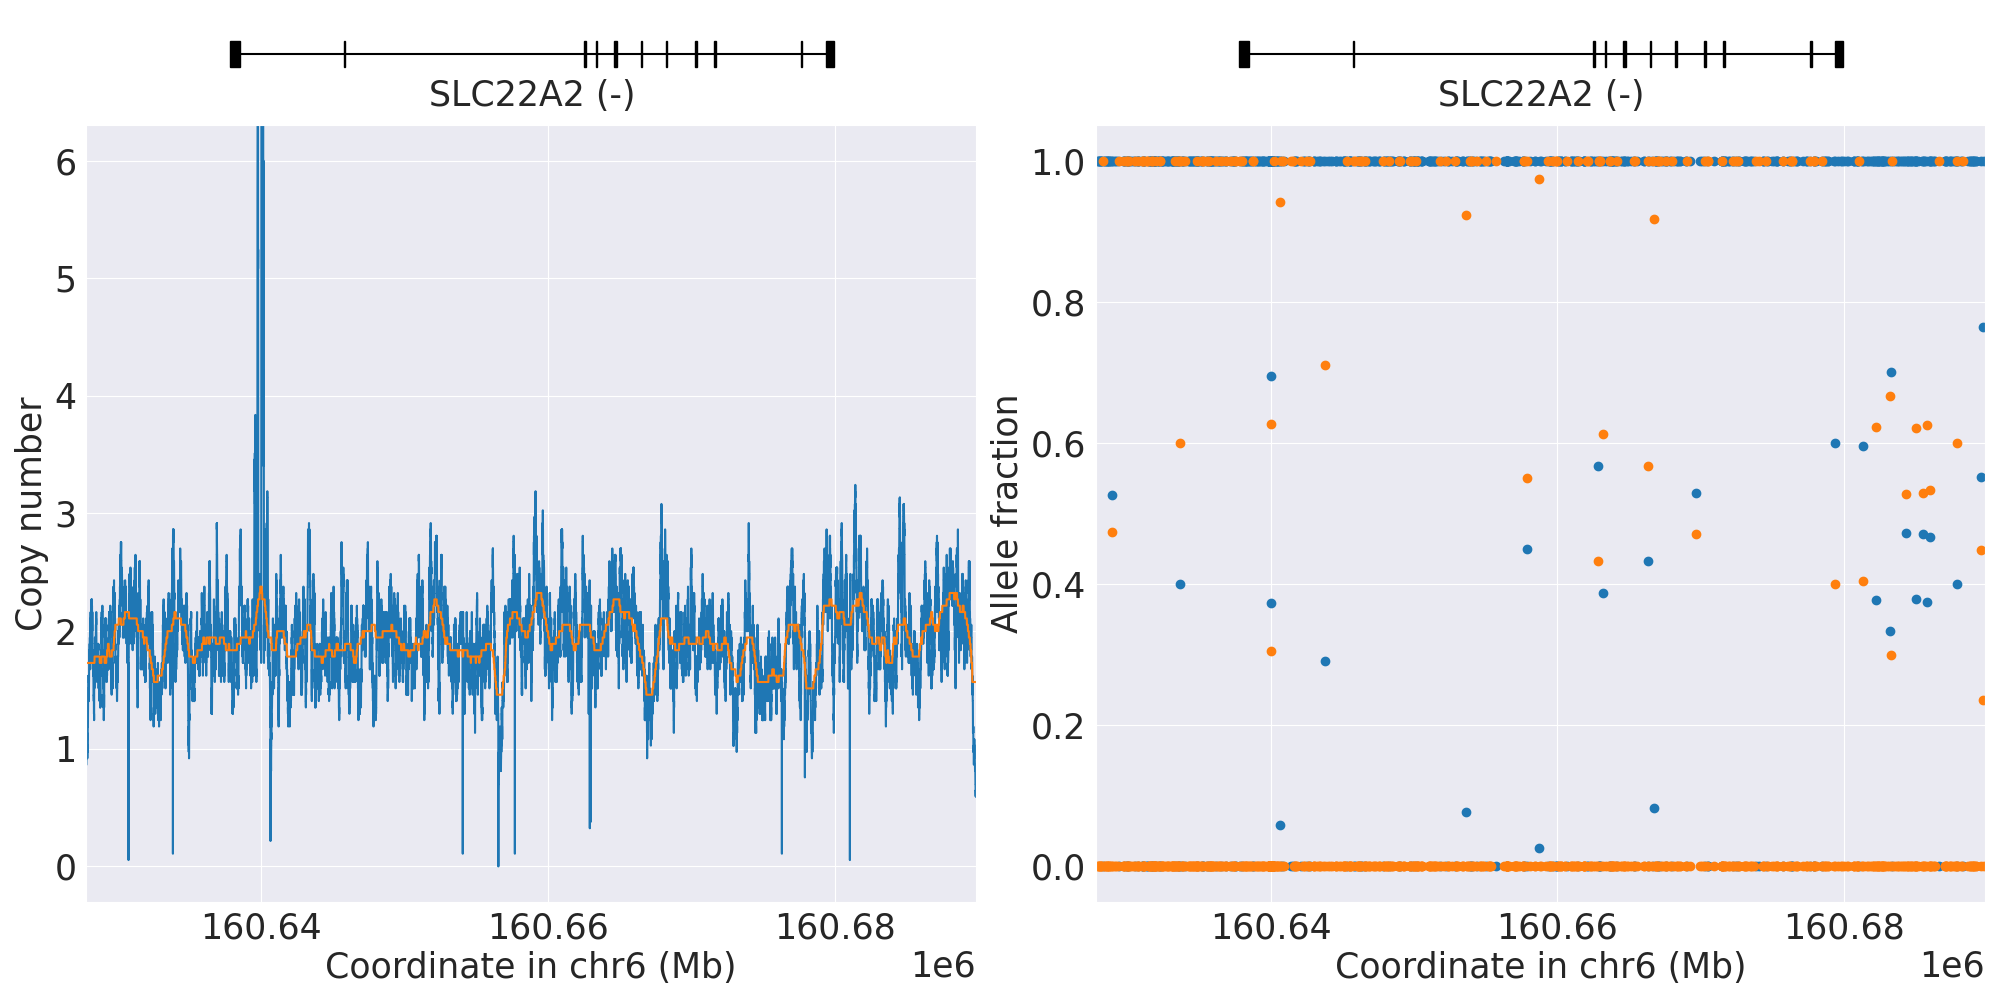 SLC22A2 (-)
6
5
4
3
2
1
0
Copy number
160.64 160.66 160.68
Coordinate in chr6 (Mb)
1e6
SLC22A2 (-)
1.0
0.8
0.6
0.4
0.2
0.0
Allele fraction
160.64 160.66 160.68
Coordinate in chr6 (Mb)
1e6